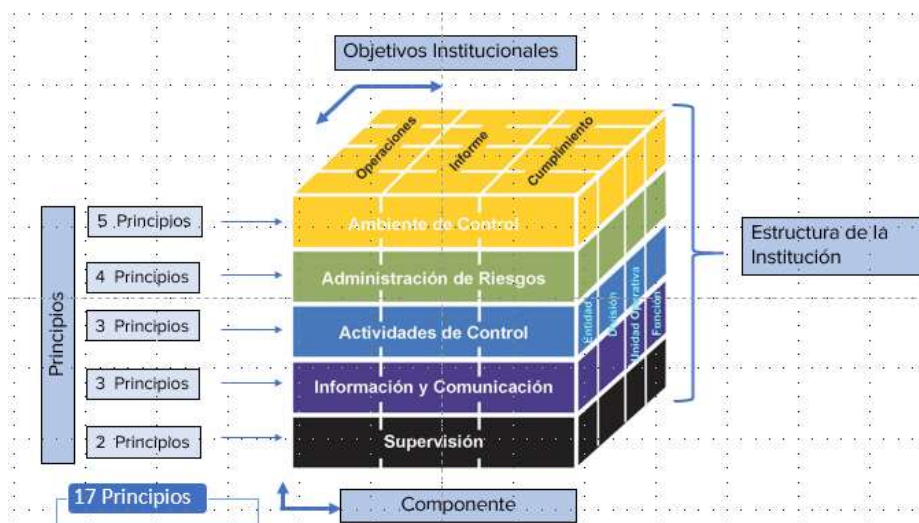 Objetivos Institucionales
Operaciones
Informe
Cumplimiento
Principios
5 Principios
Ambiente de Control
4 Principios
Administración de Riesgos
3 Principios
Actividades de Control
3 Principios
Información y Comunicación
2 Principios
Supervisión
Entidad
División
Unidad Operativa
Función
Estructura de la
Institución
17 Principios
Componente